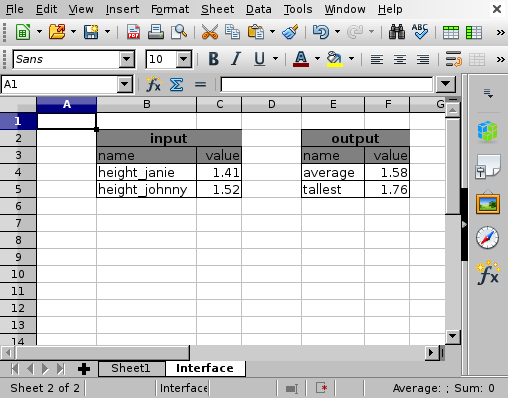 File Edit View Insert Format Sheet Data Tools Window Help
Sans 10 B I U
A1
A B C D E F G
1
2 input output
3 name value name value
4 height_janie 1.41 average 1.58
5 height_johnny 1.52 tallest 1.76
6
7
8
9
10
11
12
13
14
Sheet1 Interface
Sheet 2 of 2 Interface Average: ; Sum: 0